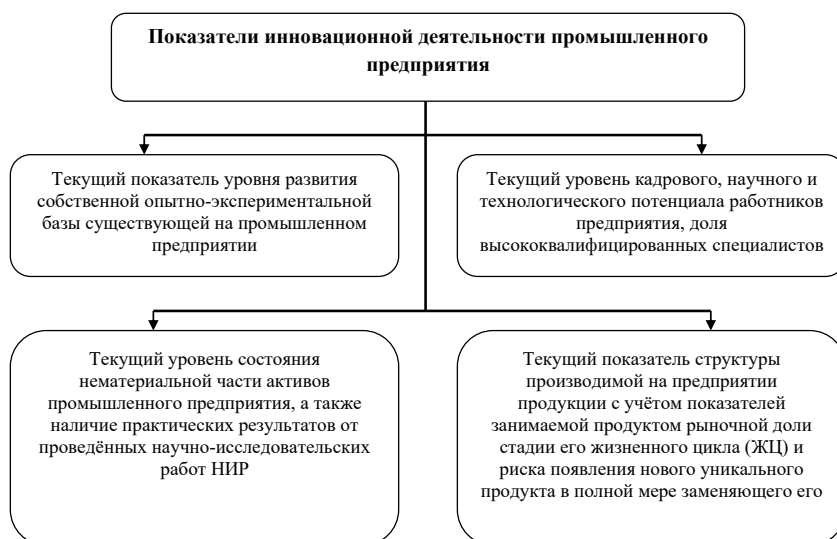 Показатели инновационной деятельности промышленного
предприятия
Текущий показатель уровня развития
собственной опытно-экспериментальной
базы существующей на промышленном
предприятии
Текущий уровень кадрового, научного и
технологического потенциала работников
предприятия, доля
высококвалифицированных специалистов
Текущий уровень состояния
нематериальной части активов
промышленного предприятия, а также
наличие практических результатов от
проведённых научно-исследовательских
работ НИР
Текущий показатель структуры
производимой на предприятии
продукции с учётом показателей
занимаемой продуктом рыночной доли
стадии его жизненного цикла (ЖЦ) и
риска появления нового уникального
продукта в полной мере заменяющего его